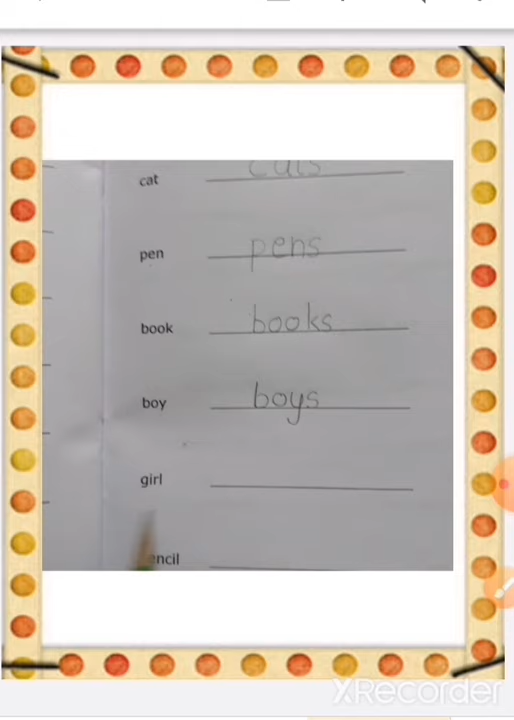 cat cats
pen pens
book books
boy boys
girl
XRecorder